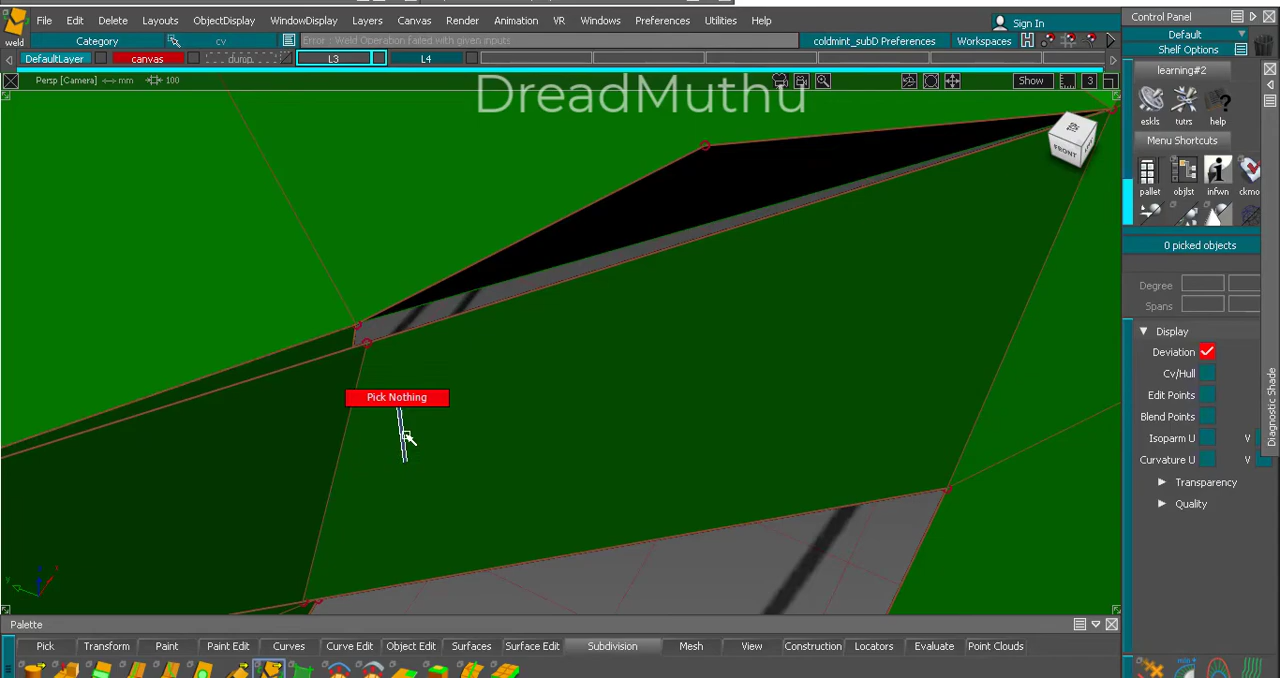 File Edit Delete Layouts ObjectDisplay WindowDisplay Layers Canvas Render Animation VR Windows Preferences Utilities Help
Sign In
Control Panel
weld Category cv Error : Weld Operation failed with given inputs coldmint_subD Preferences Workspaces
Default
Shelf Options
DefaultLayer canvas dump L3 L4
Persp [Camera] mm 100 Show 3
learning#2
DreadMuthu
eskls tutrs help
FRONT
Menu Shortcuts
pallet objlst infwn ckmo
0 picked objects
Degree
Spans
Display
Deviation
Cv/Hull
Edit Points
Blend Points
Isoparm U V
Curvature U V
Transparency
Quality
Diagnostic Shade
Pick Nothing
Palette
Pick Transform Paint Paint Edit Curves Curve Edit Object Edit Surfaces Surface Edit Subdivision Mesh View Construction Locators Evaluate Point Clouds